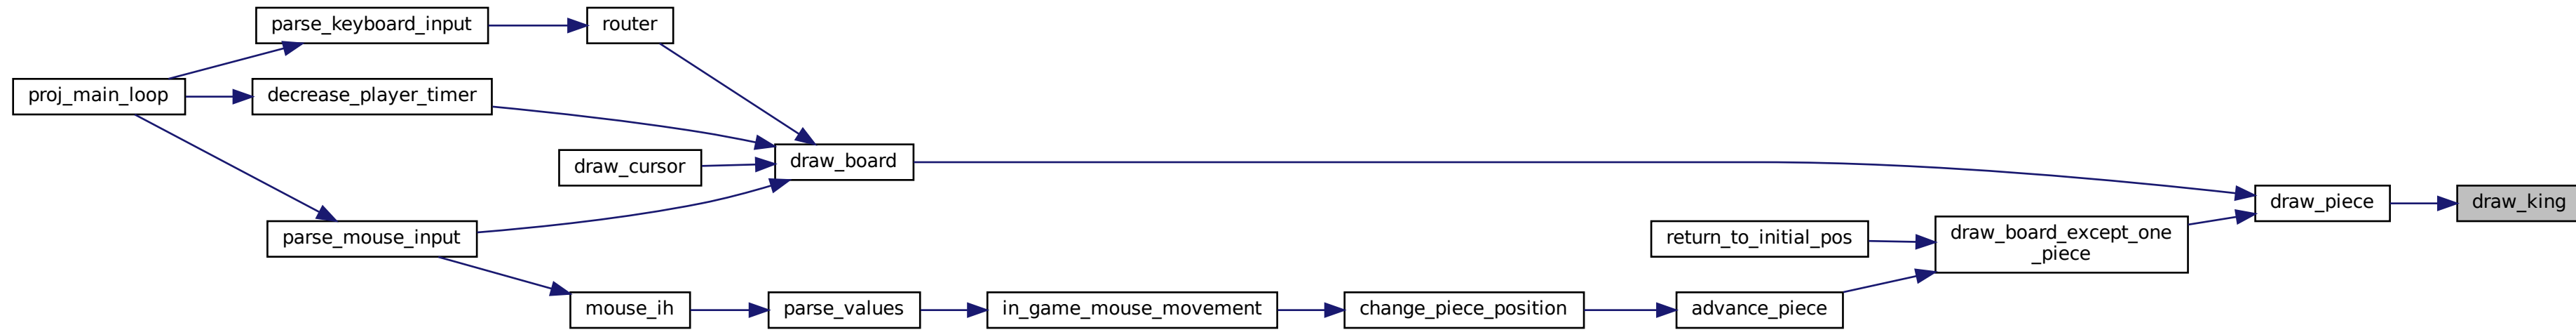 parse_keyboard_input
router
proj_main_loop
decrease_player_timer
draw_cursor
draw_board
parse_mouse_input
return_to_initial_pos
draw_board_except_one
_piece
draw_piece
draw_king
mouse_ih
parse_values
in_game_mouse_movement
change_piece_position
advance_piece